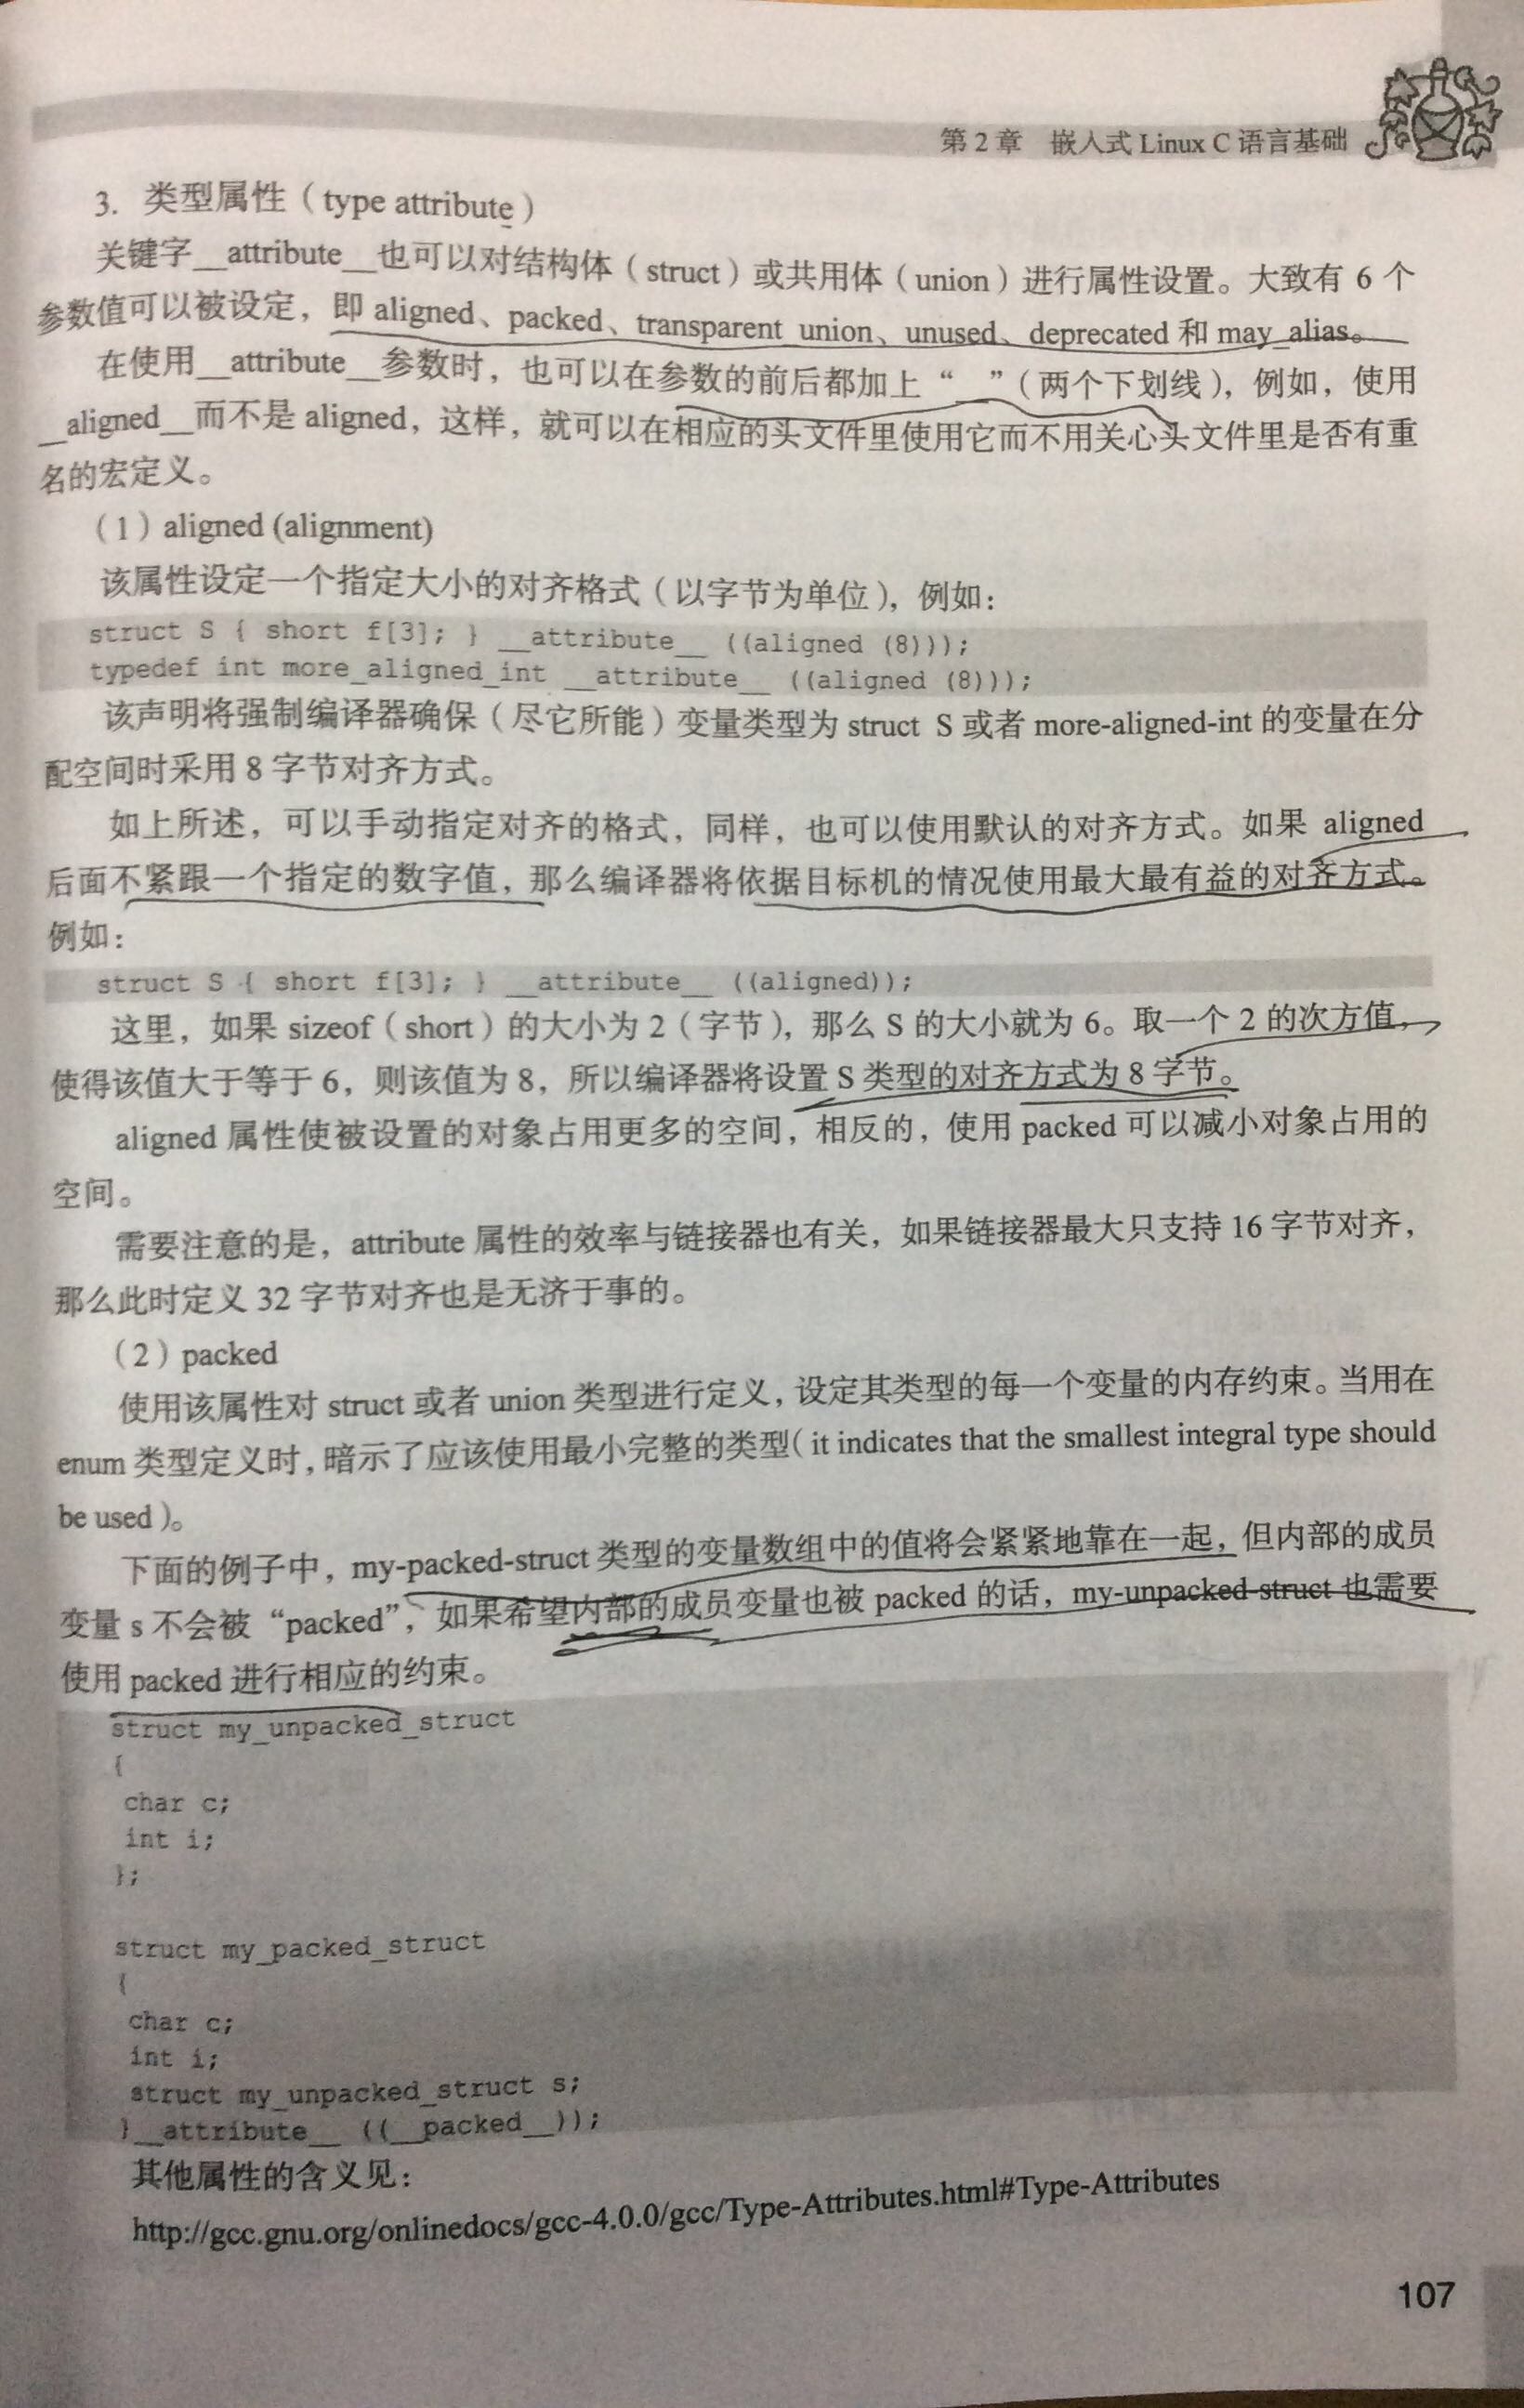 第 2 章　嵌入式 Linux C 语言基础
3. 类型属性（type attribute）
关键字__attribute__也可以对结构体（struct）或共用体（union）进行属性设置。大致有 6 个
参数值可以被设定，即 aligned、packed、transparent_union、unused、deprecated 和 may_alias。
在使用__attribute__参数时，也可以在参数的前后都加上“__”（两个下划线），例如，使用
__aligned__而不是 aligned，这样，就可以在相应的头文件里使用它而不用关心头文件里是否有重
名的宏定义。
（1）aligned (alignment)
该属性设定一个指定大小的对齐格式（以字节为单位），例如：
struct S { short f[3]; } __attribute__ ((aligned (8)));
typedef int more_aligned_int __attribute__ ((aligned (8)));
该声明将强制编译器确保（尽它所能）变量类型为 struct S 或者 more-aligned-int 的变量在分
配空间时采用 8 字节对齐方式。
如上所述，可以手动指定对齐的格式，同样，也可以使用默认的对齐方式。如果 aligned
后面不紧跟一个指定的数字值，那么编译器将依据目标机的情况使用最大最有益的对齐方式。
例如：
struct S { short f[3]; } __attribute__ ((aligned));
这里，如果 sizeof（short）的大小为 2（字节），那么 S 的大小就为 6。取一个 2 的次方值，
使得该值大于等于 6，则该值为 8，所以编译器将设置 S 类型的对齐方式为 8 字节。
aligned 属性使被设置的对象占用更多的空间，相反的，使用 packed 可以减小对象占用的
空间。
需要注意的是，attribute 属性的效率与链接器也有关，如果链接器最大只支持 16 字节对齐，
那么此时定义 32 字节对齐也是无济于事的。
（2）packed
使用该属性对 struct 或者 union 类型进行定义，设定其类型的每一个变量的内存约束。当用在
enum 类型定义时，暗示了应该使用最小完整的类型（it indicates that the smallest integral type should
be used）。
下面的例子中，my-packed-struct 类型的变量数组中的值将会紧紧地靠在一起，但内部的成员
变量 s 不会被“packed”，如果希望内部的成员变量也被 packed 的话，my-unpacked-struct 也需要
使用 packed 进行相应的约束。
struct my_unpacked_struct
{
char c;
int i;
};
struct my_packed_struct
{
char c;
int i;
struct my_unpacked_struct s;
}__attribute__ ((__packed__));
其他属性的含义见：
http://gcc.gnu.org/onlinedocs/gcc-4.0.0/gcc/Type-Attributes.html#Type-Attributes
107